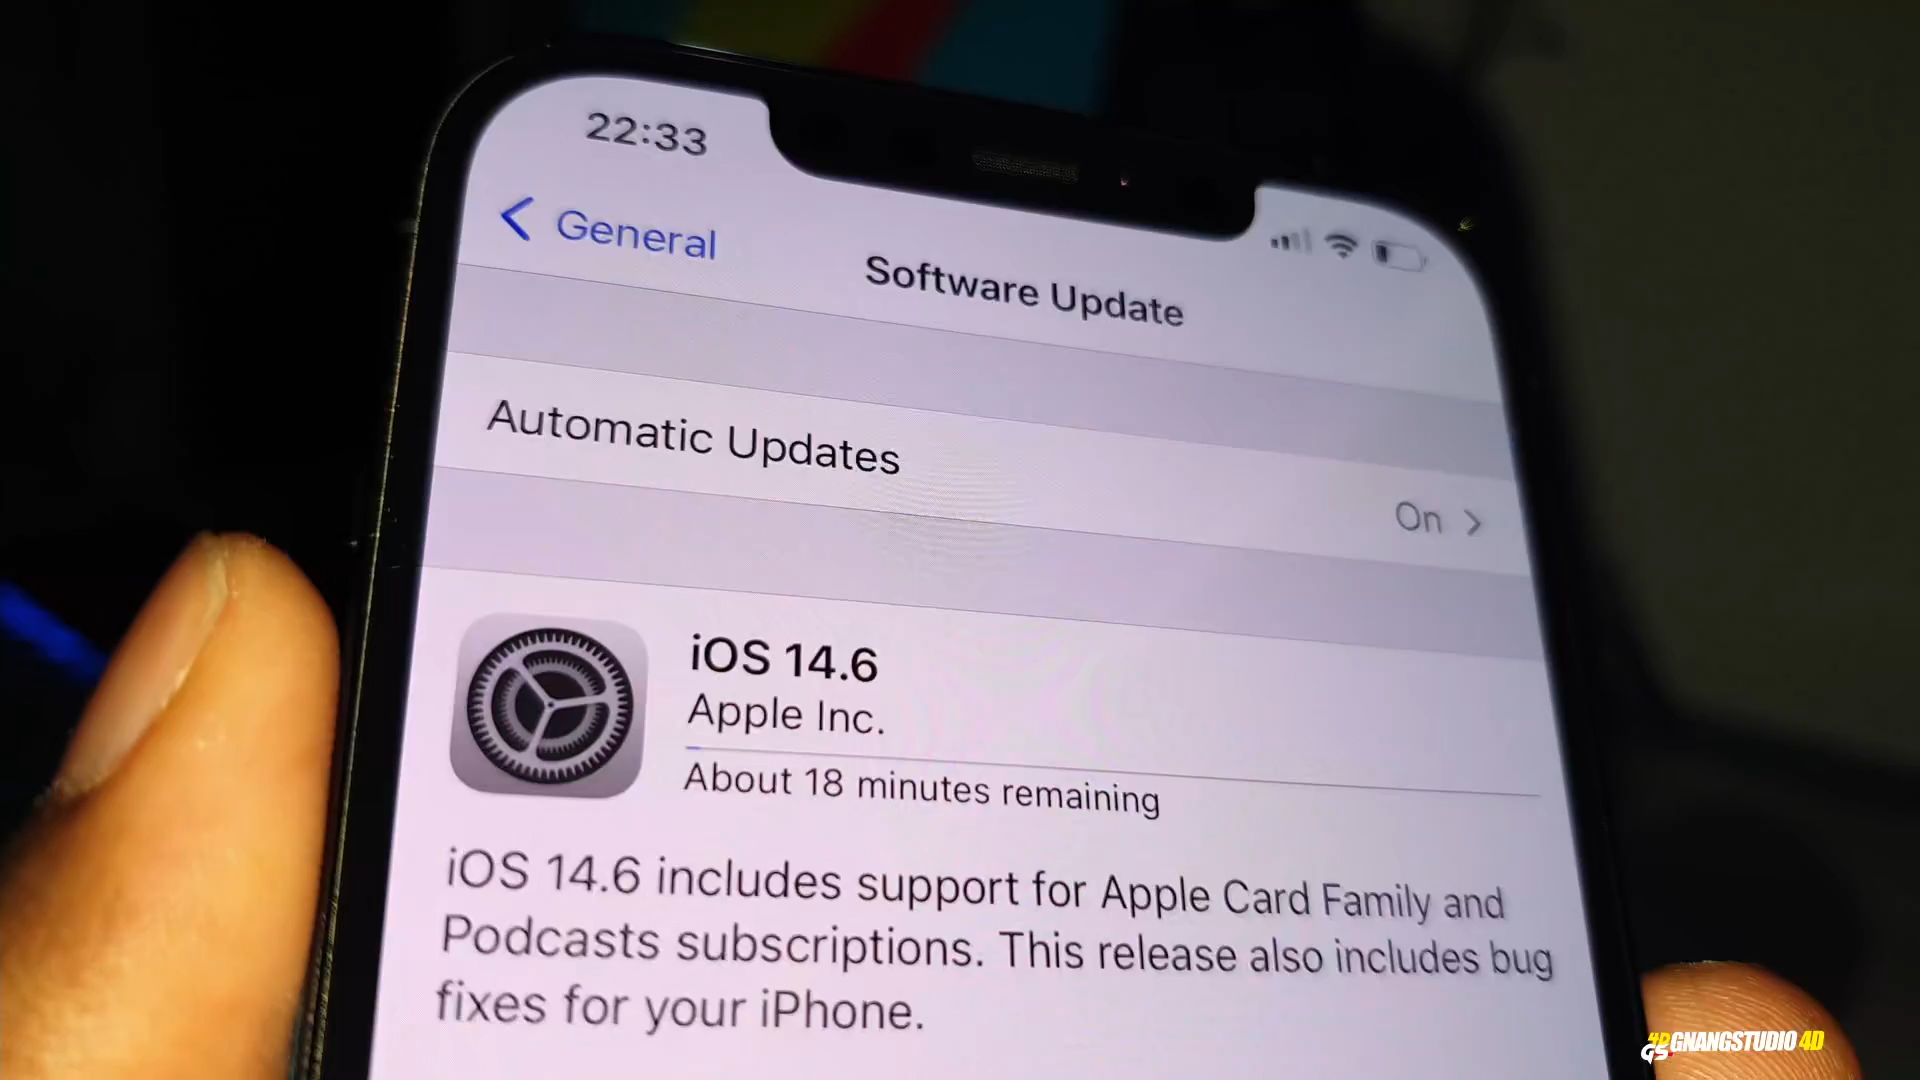 22:33
General
Software Update
Automatic Updates
On
iOS 14.6
Apple Inc.
About 18 minutes remaining
iOS 14.6 includes support for Apple Card Family and
Podcasts subscriptions. This release also includes bug
fixes for your iPhone.
4D GS GNANGSTUDIO 4D